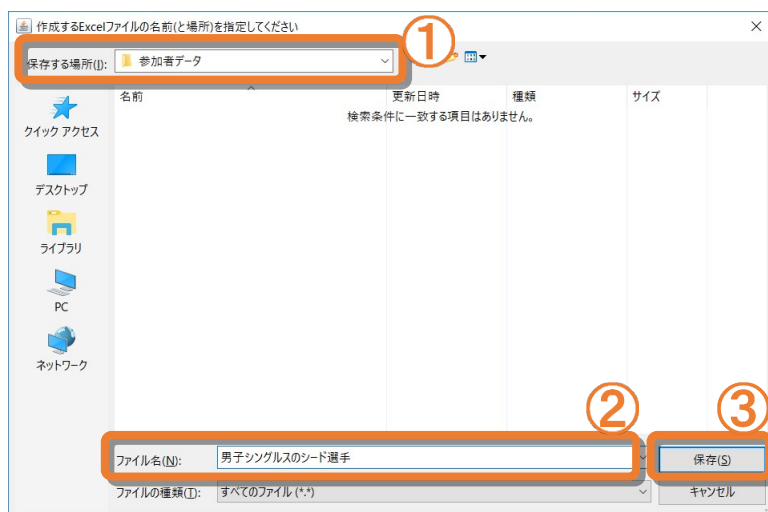 作成するExcelファイルの名前(と場所)を指定してください
①
保存する場所(I): 参加者データ
名前 更新日時 種類 サイズ
検索条件に一致する項目はありません。
クイック アクセス
デスクトップ
ライブラリ
PC
ネットワーク
② ③
ファイル名(N): 男子シングルスのシード選手 保存(S)
ファイルの種類(T): すべてのファイル (*.*) キャンセル